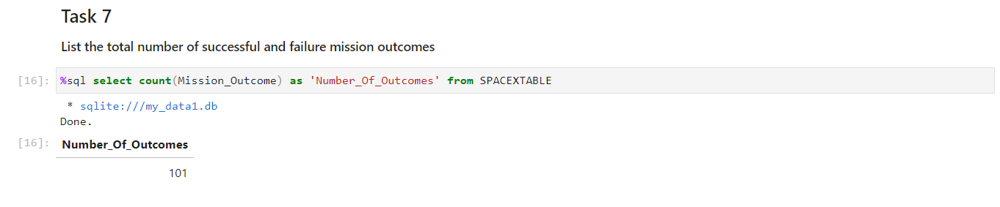 Task 7
List the total number of successful and failure mission outcomes
[16]: %sql select count(Mission_Outcome) as 'Number_Of_Outcomes' from SPACEXTABLE
* sqlite:///my_data1.db
Done.
[16]: Number_Of_Outcomes
101